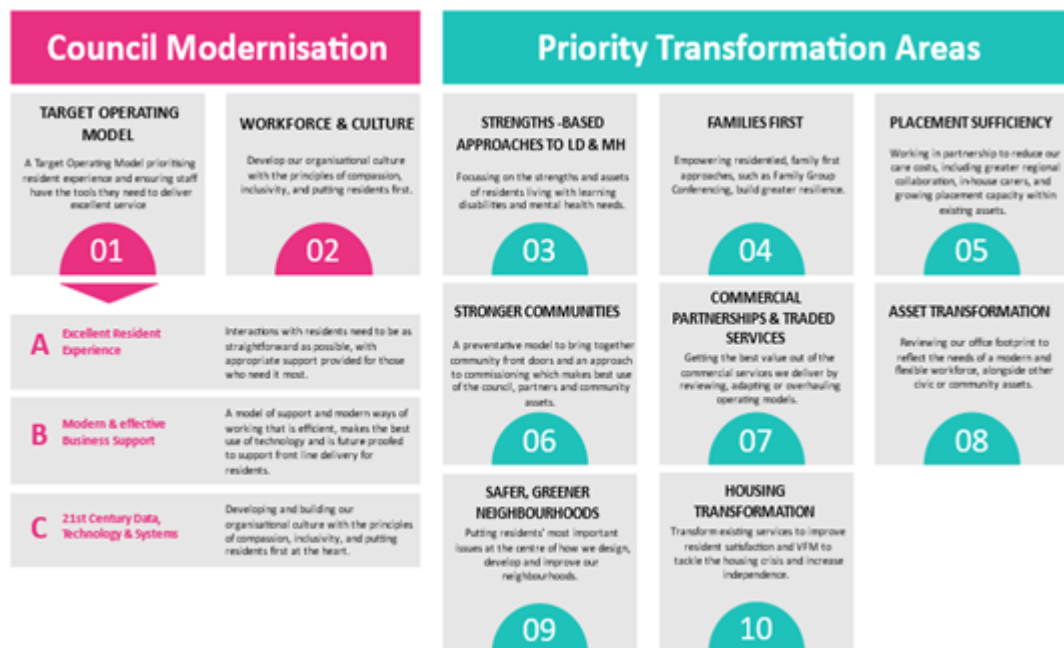 Council Modernisation
TARGET OPERATING
MODEL
A Target Operating Model prioritising
resident experience and ensuring staff
have the tools they need to deliver
excellent service
01
WORKFORCE & CULTURE
Develop our organisational culture
with the principles of compassion,
inclusivity, and putting residents first.
02
A
Excellent Resident
Experience
Interactions with residents need to be as
straightforward as possible, with
appropriate support provided for those
who need it most.
B
Modern & effective
Business Support
A model of support and modern ways of
working that is efficient, makes the best
use of technology and is future proofed
to support front line delivery for
residents.
C
21st Century Data,
Technology & Systems
Developing and building our
organisational culture with the principles
of compassion, inclusivity, and putting
residents first at the heart.
Priority Transformation Areas
STRENGTHS -BASED
APPROACHES TO LD & MH
Focussing on the strengths and assets
of residents living with learning
disabilities and mental health needs.
03
FAMILIES FIRST
Empowering residentled, family first
approaches, such as Family Group
Conferencing, build greater resilience.
04
PLACEMENT SUFFICIENCY
Working in partnership to reduce our
care costs, including greater regional
collaboration, in-house carers, and
growing placement capacity within
existing assets.
05
STRONGER COMMUNITIES
A preventative model to bring together
community front doors and an approach
to commissioning which makes best use
of the council, partners and community
assets.
06
COMMERCIAL
PARTNERSHIPS & TRADED
SERVICES
Getting the best value out of the
commercial services we deliver by
reviewing, adapting or overhauling
operating models.
07
ASSET TRANSFORMATION
Reviewing our office footprint to
reflect the needs of a modern and
flexible workforce, alongside other
civic or community assets.
08
SAFER, GREENER
NEIGHBOURHOODS
Putting residents' most important
issues at the centre of how we design,
develop and improve our
neighbourhoods.
09
HOUSING
TRANSFORMATION
Transform existing services to improve
resident satisfaction and VFM to
tackle the housing crisis and increase
independence.
10